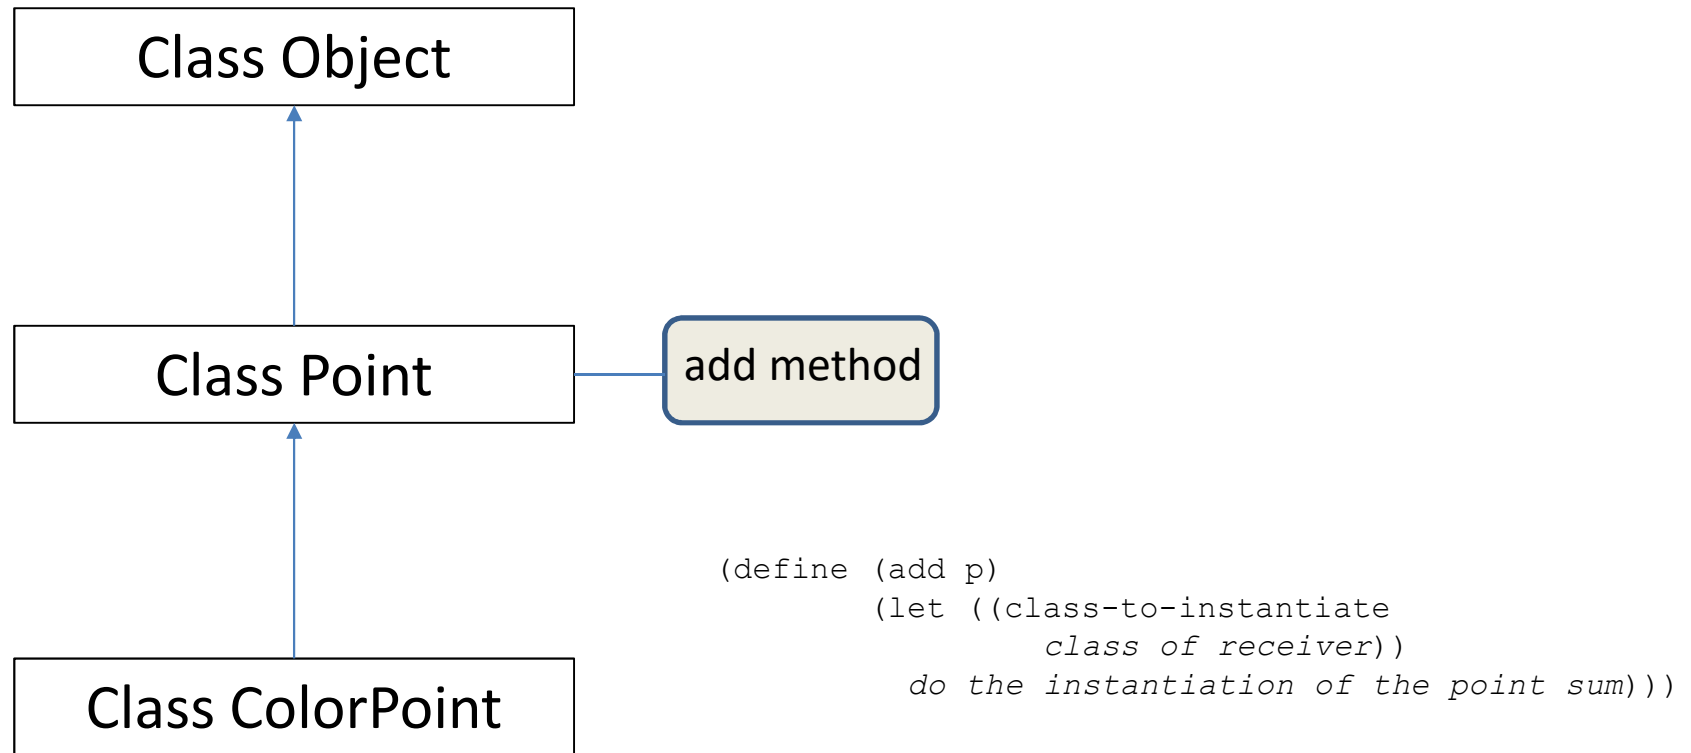 Class Object
Class Point
add method
(define (add p)
(let ((class-to-instantiate
class of receiver))
do the instantiation of the point sum)))
Class ColorPoint